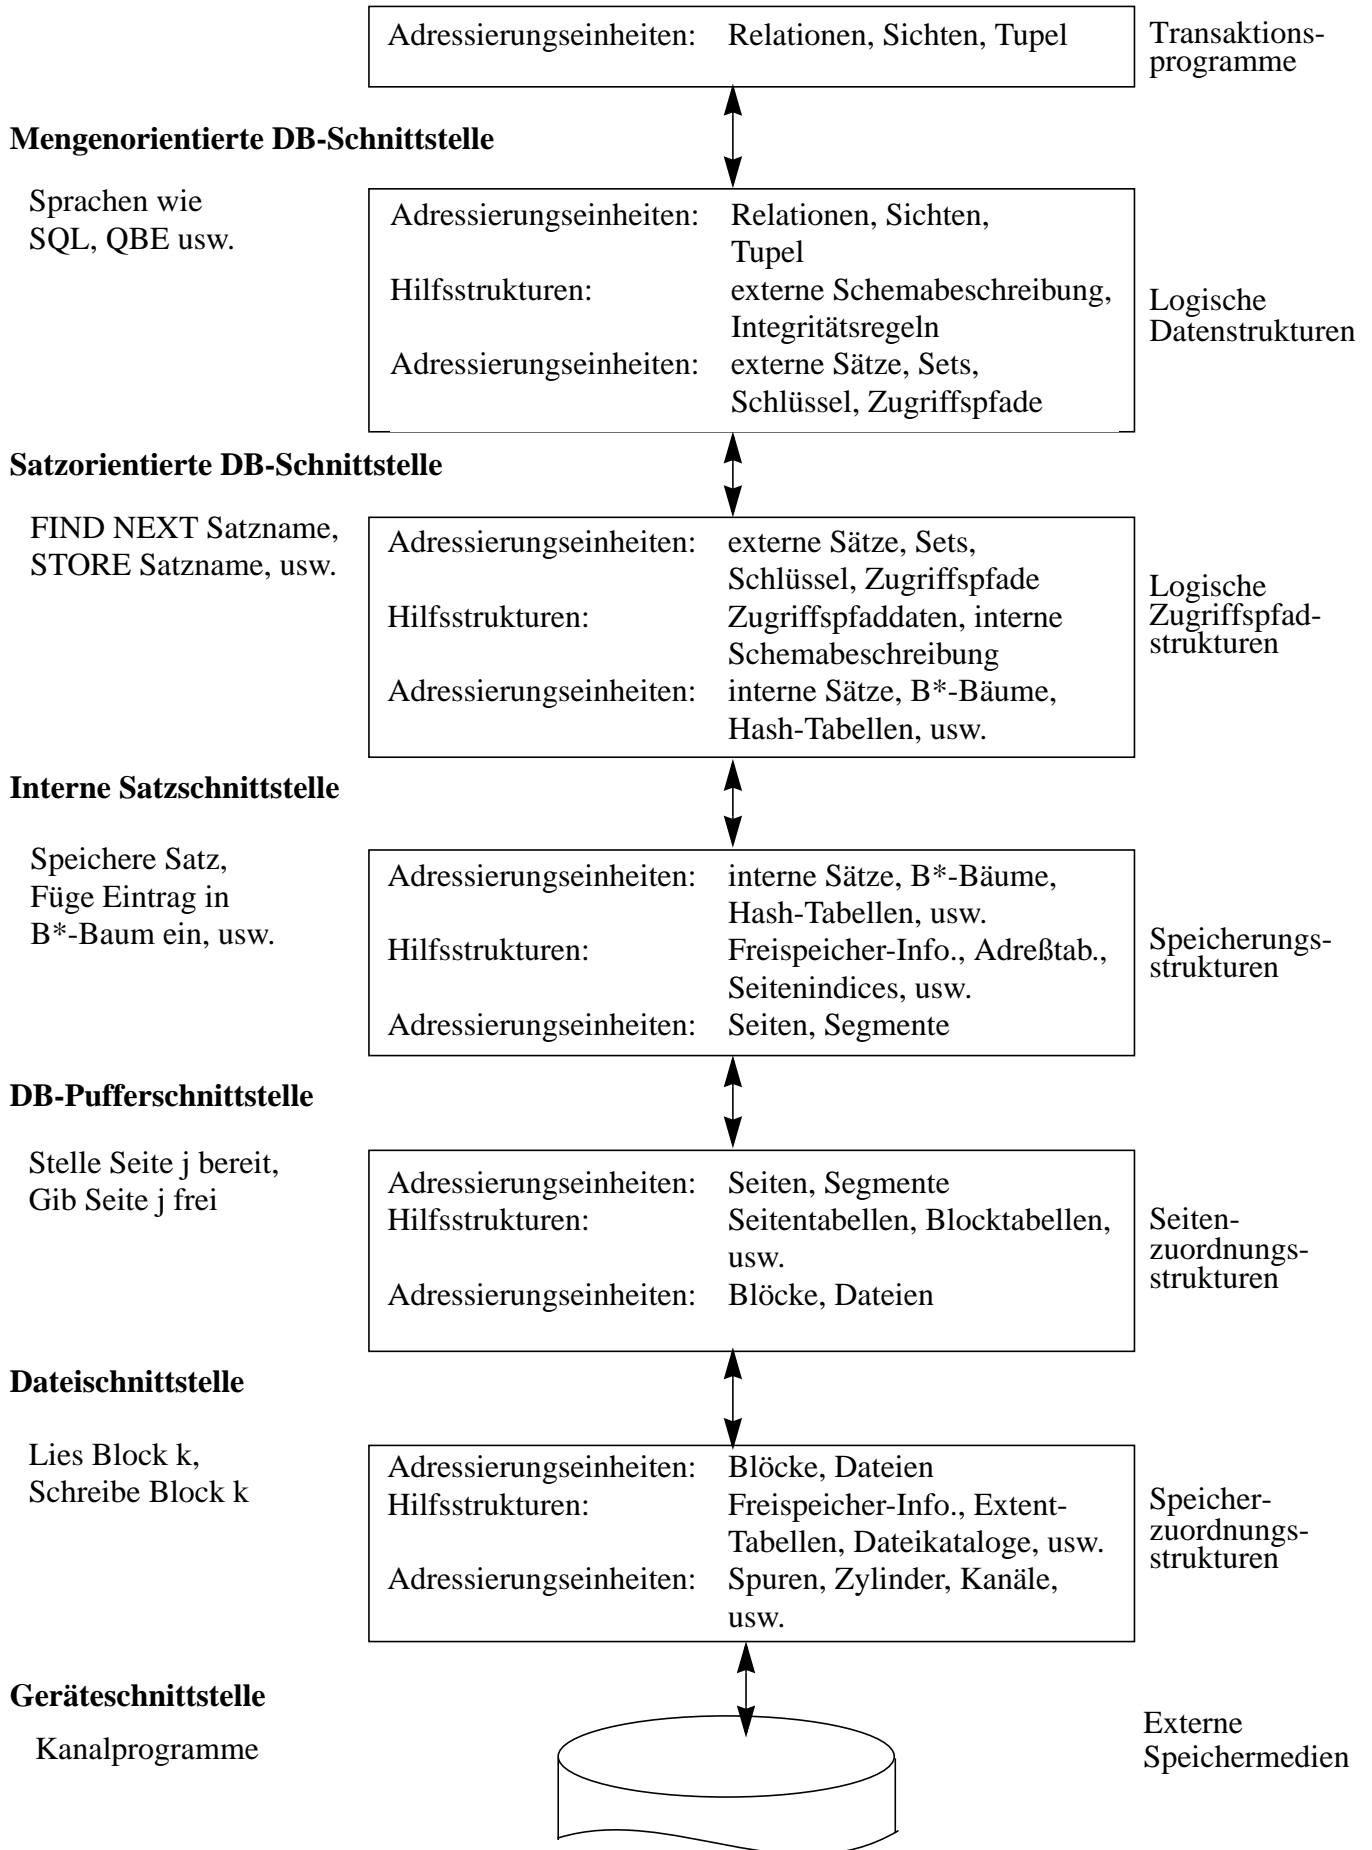 Adressierungseinheiten: Relationen, Sichten, Tupel
Transaktions-
programme
Mengenorientierte DB-Schnittstelle
Sprachen wie
SQL, QBE usw.
Adressierungseinheiten: Relationen, Sichten,
Tupel
Hilfsstrukturen: externe Schemabeschreibung,
Integritätsregeln
Adressierungseinheiten: externe Sätze, Sets,
Schlüssel, Zugriffspfade
Logische
Datenstrukturen
Satzorientierte DB-Schnittstelle
FIND NEXT Satzname,
STORE Satzname, usw.
Adressierungseinheiten: externe Sätze, Sets,
Schlüssel, Zugriffspfade
Hilfsstrukturen: Zugriffspfaddaten, interne
Schemabeschreibung
Adressierungseinheiten: interne Sätze, B*-Bäume,
Hash-Tabellen, usw.
Logische
Zugriffspfad-
strukturen
Interne Satzschnittstelle
Speichere Satz,
Füge Eintrag in
B*-Baum ein, usw.
Adressierungseinheiten: interne Sätze, B*-Bäume,
Hash-Tabellen, usw.
Hilfsstrukturen: Freispeicher-Info., Adreßtab.,
Seitenindices, usw.
Adressierungseinheiten: Seiten, Segmente
Speicherungs-
strukturen
DB-Pufferschnittstelle
Stelle Seite j bereit,
Gib Seite j frei
Adressierungseinheiten: Seiten, Segmente
Hilfsstrukturen: Seitentabellen, Blocktabellen,
usw.
Adressierungseinheiten: Blöcke, Dateien
Seiten-
zuordnungs-
strukturen
Dateischnittstelle
Lies Block k,
Schreibe Block k
Adressierungseinheiten: Blöcke, Dateien
Hilfsstrukturen: Freispeicher-Info., Extent-
Tabellen, Dateikataloge, usw.
Adressierungseinheiten: Spuren, Zylinder, Kanäle,
usw.
Speicher-
zuordnungs-
strukturen
Geräteschnittstelle
Kanalprogramme
Externe
Speichermedien